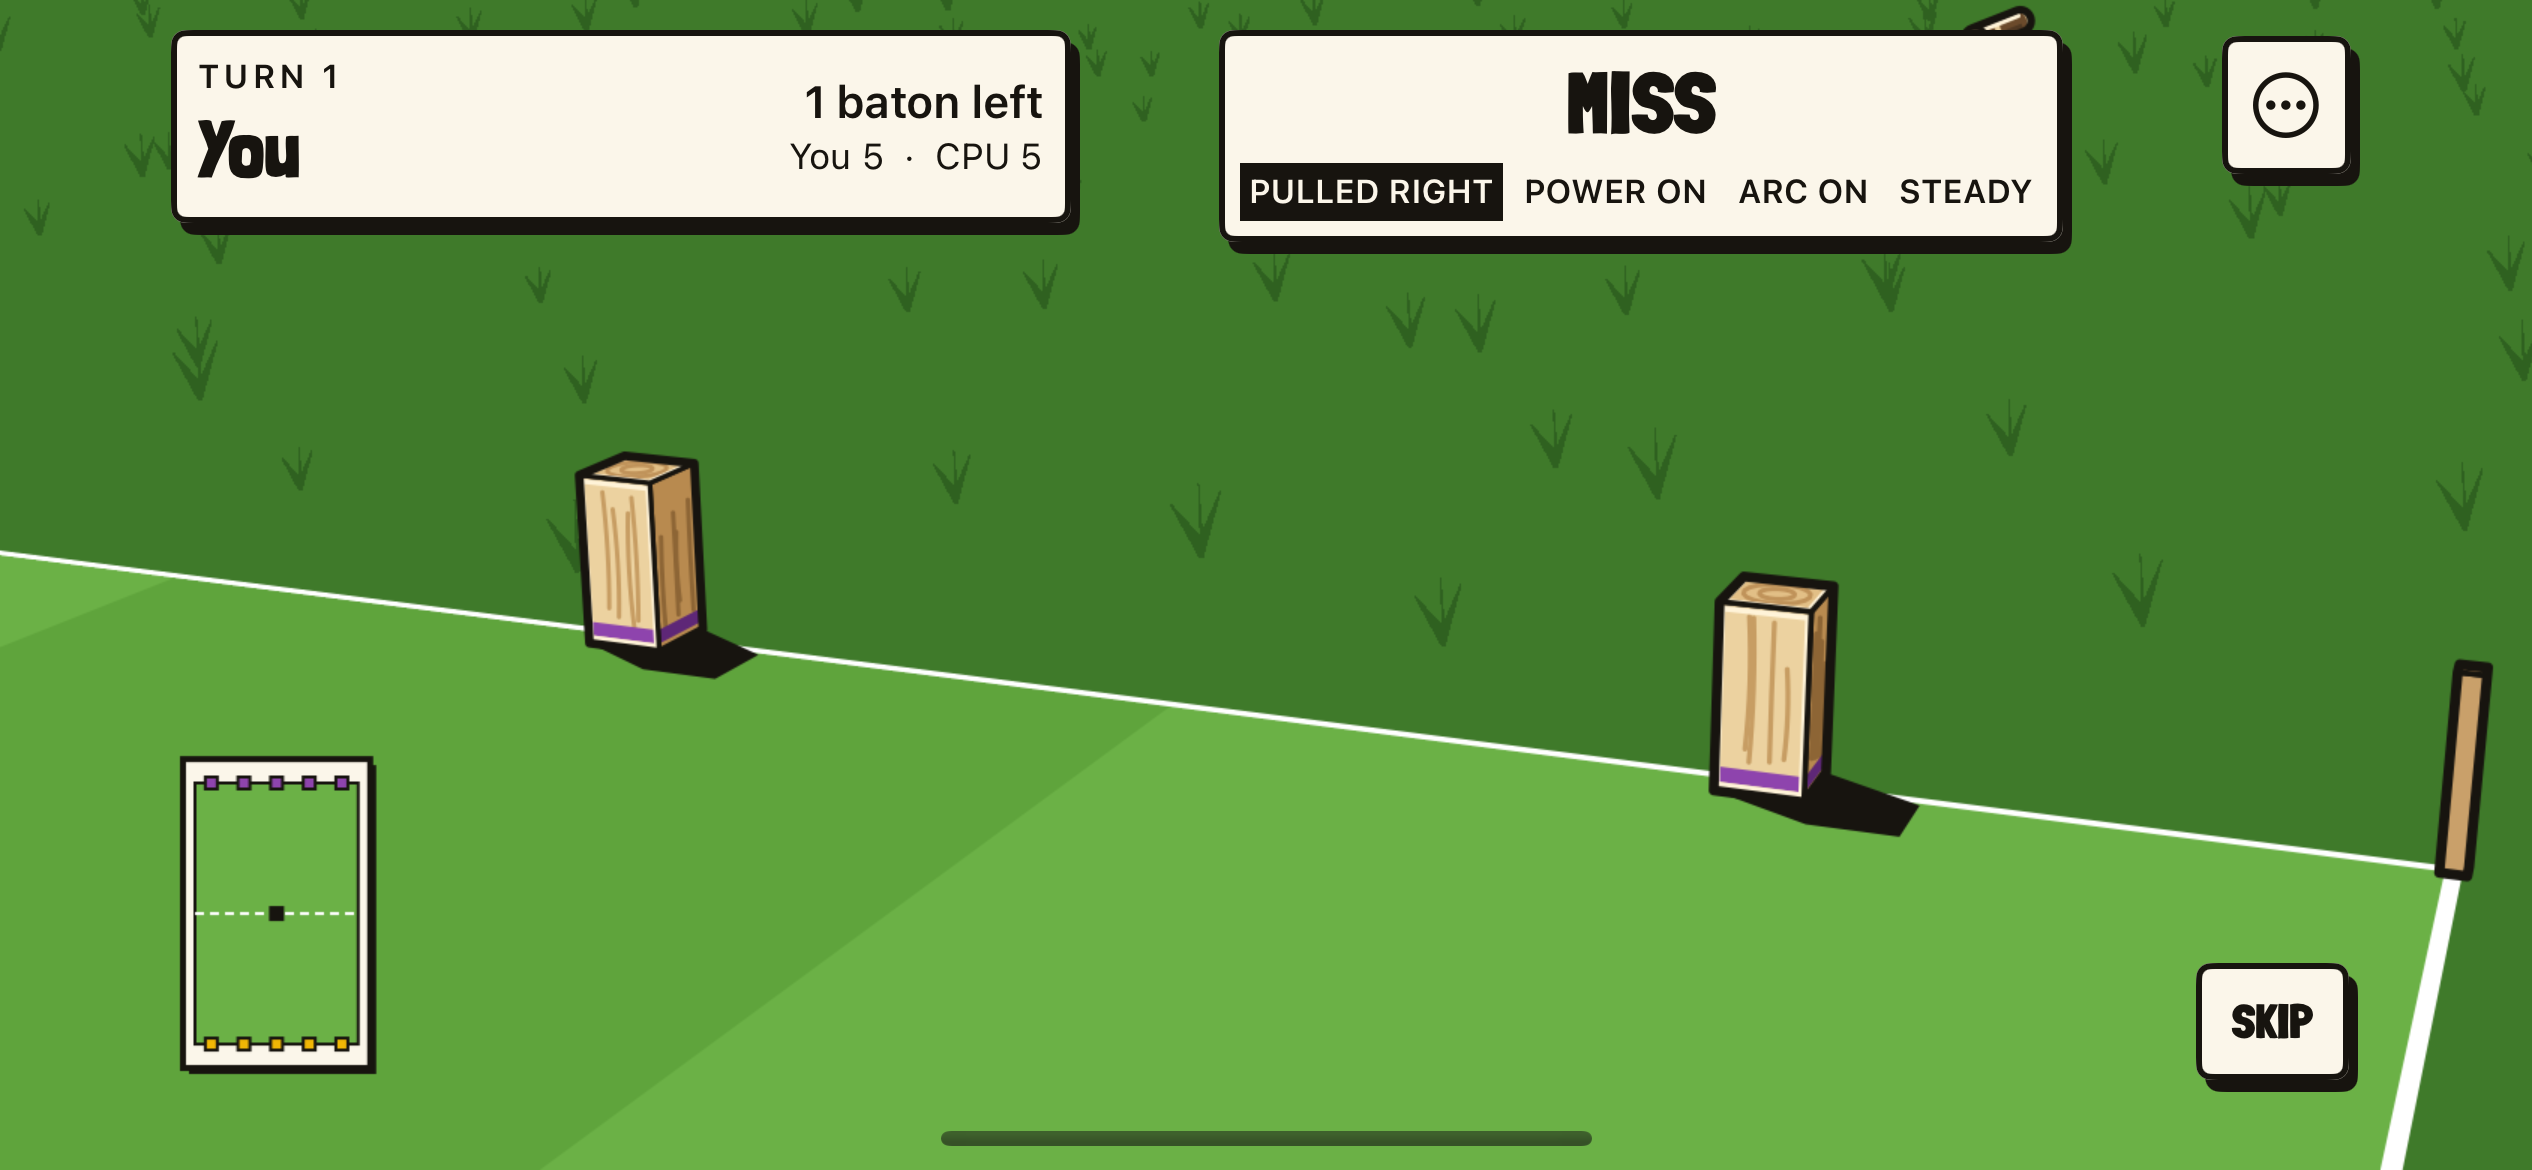 TURN 1
You
1 baton left
You 5 · CPU 5
MISS
PULLED RIGHT POWER ON ARC ON STEADY
SKIP